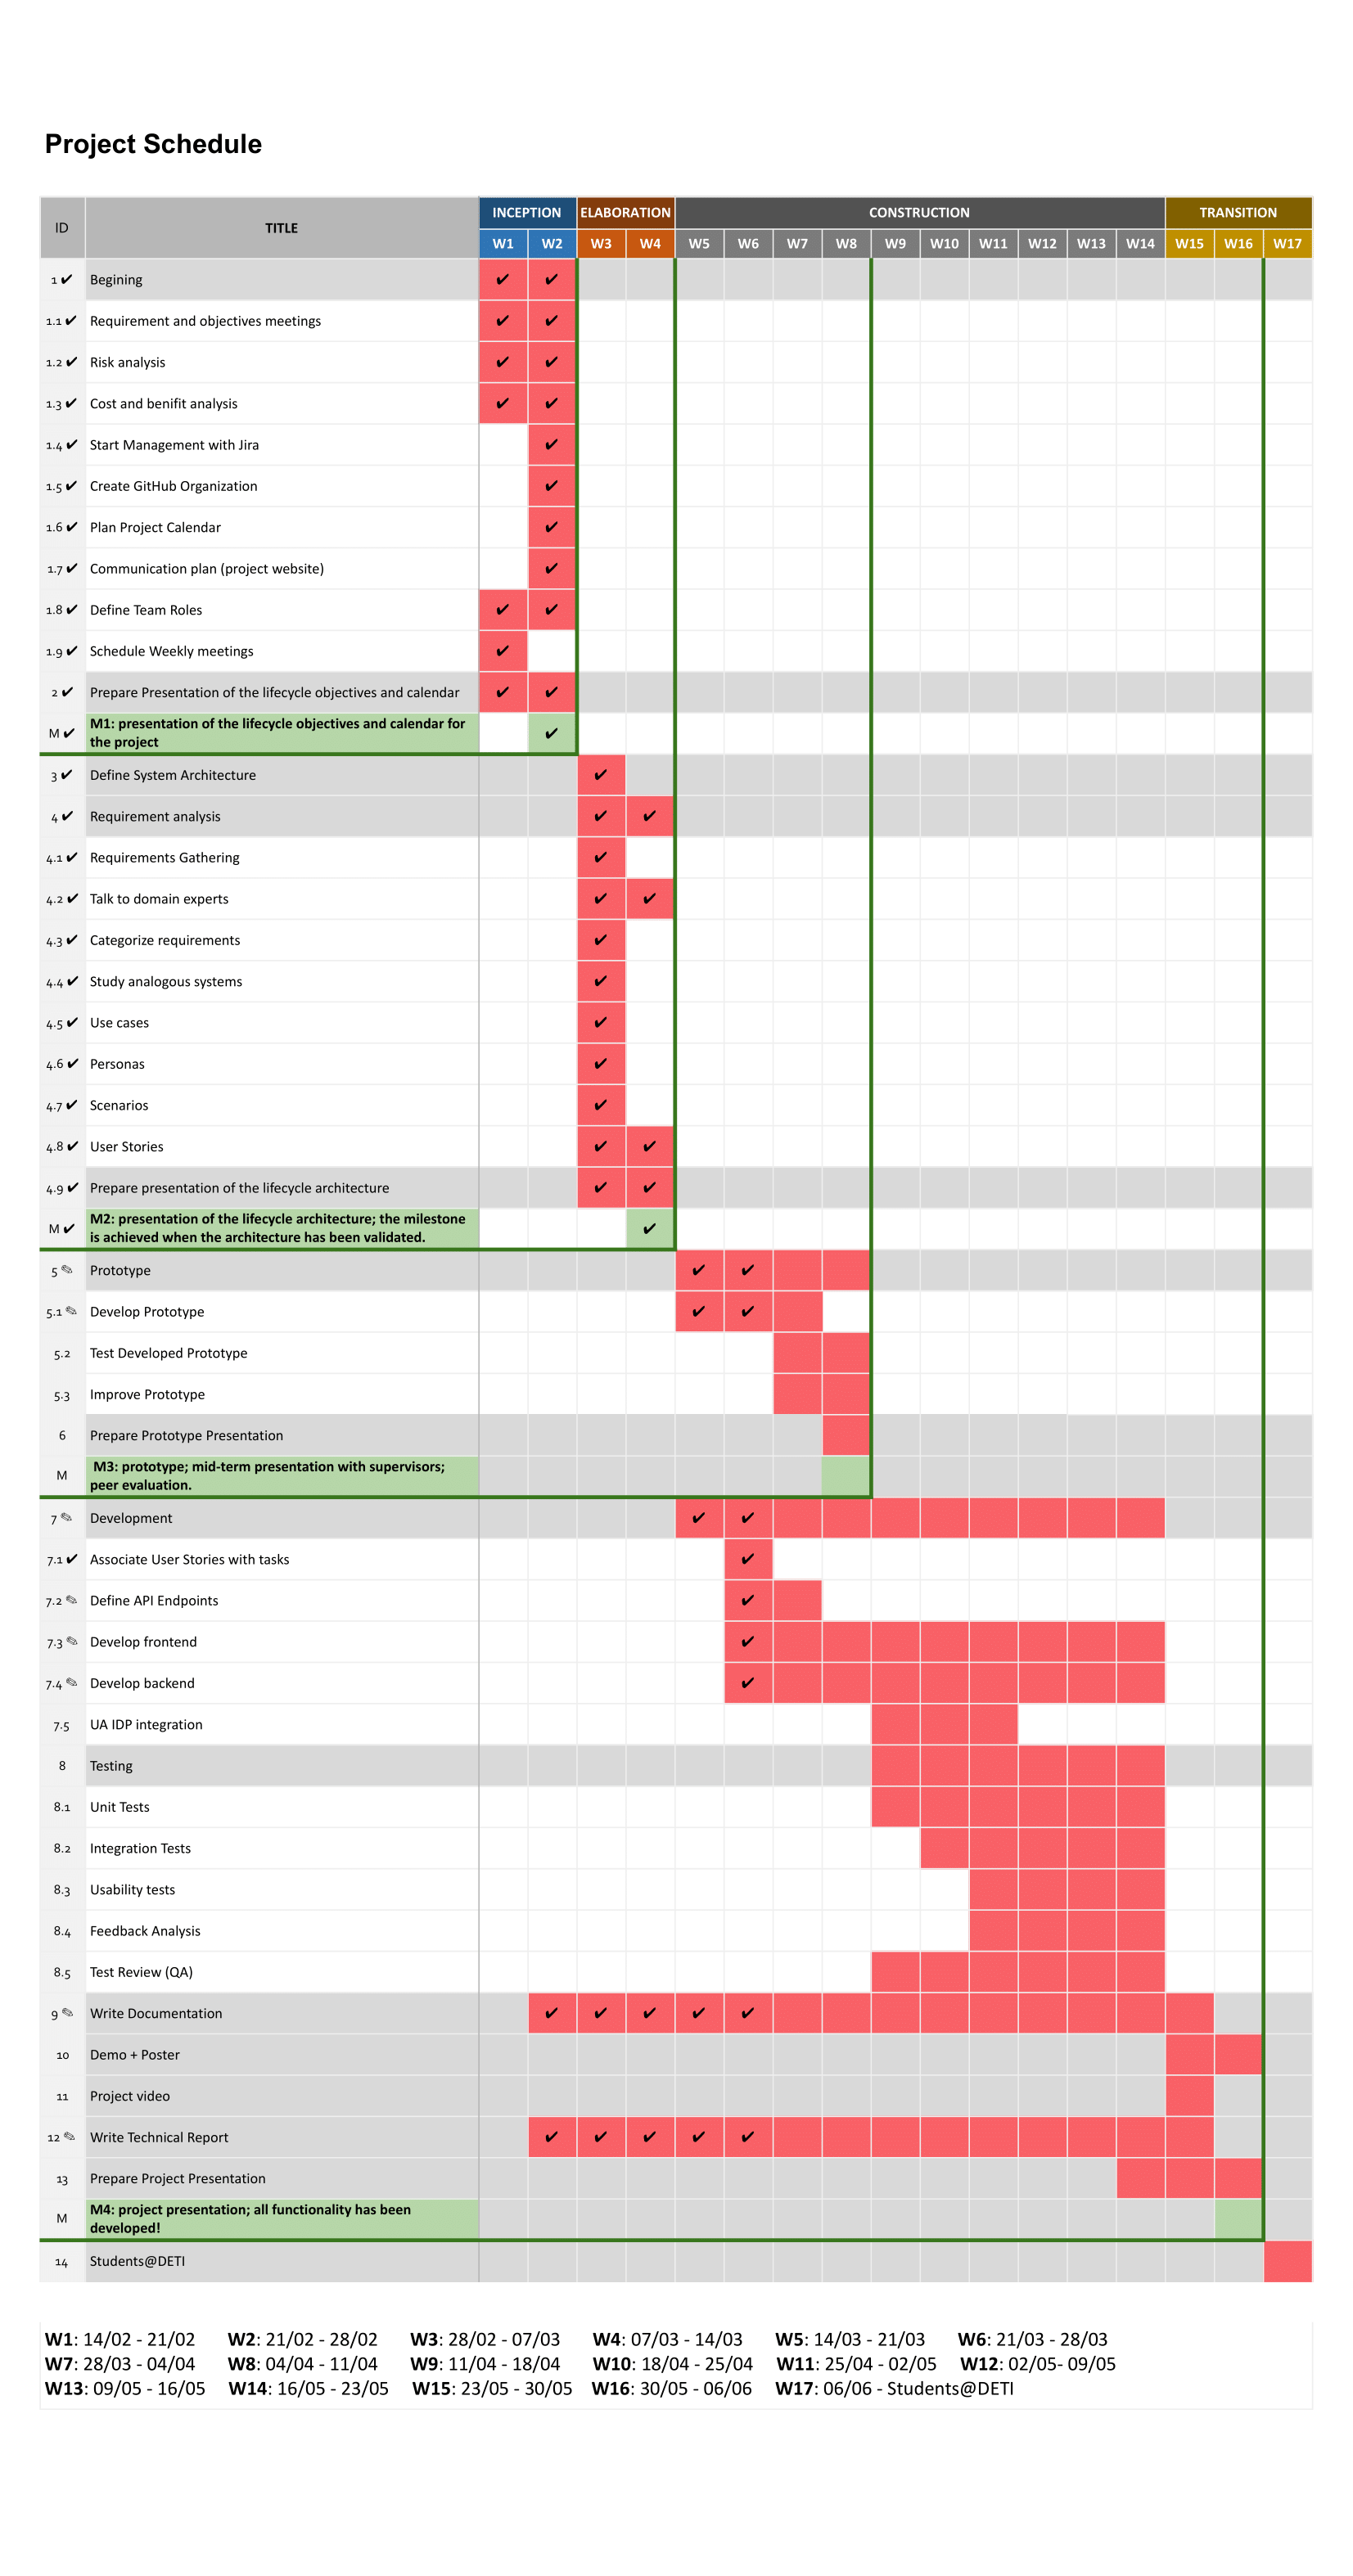 Project Schedule
ID TITLE INCEPTION ELABORATION CONSTRUCTION TRANSITION
W1 W2 W3 W4 W5 W6 W7 W8 W9 W10 W11 W12 W13 W14 W15 W16 W17
1 ✔ Begining ✔ ✔
1.1 ✔ Requirement and objectives meetings ✔ ✔
1.2 ✔ Risk analysis ✔ ✔
1.3 ✔ Cost and benifit analysis ✔ ✔
1.4 ✔ Start Management with Jira ✔
1.5 ✔ Create GitHub Organization ✔
1.6 ✔ Plan Project Calendar ✔
1.7 ✔ Communication plan (project website) ✔
1.8 ✔ Define Team Roles ✔ ✔
1.9 ✔ Schedule Weekly meetings ✔
2 ✔ Prepare Presentation of the lifecycle objectives and calendar ✔ ✔
M ✔ M1: presentation of the lifecycle objectives and calendar for
the project ✔
3 ✔ Define System Architecture ✔
4 ✔ Requirement analysis ✔ ✔
4.1 ✔ Requirements Gathering ✔
4.2 ✔ Talk to domain experts ✔ ✔
4.3 ✔ Categorize requirements ✔
4.4 ✔ Study analogous systems ✔
4.5 ✔ Use cases ✔
4.6 ✔ Personas ✔
4.7 ✔ Scenarios ✔
4.8 ✔ User Stories ✔ ✔
4.9 ✔ Prepare presentation of the lifecycle architecture ✔ ✔
M ✔ M2: presentation of the lifecycle architecture; the milestone
is achieved when the architecture has been validated. ✔
5 ✎ Prototype ✔ ✔
5.1 ✎ Develop Prototype ✔ ✔
5.2 Test Developed Prototype
5.3 Improve Prototype
6 Prepare Prototype Presentation
M M3: prototype; mid-term presentation with supervisors;
peer evaluation.
7 ✎ Development ✔ ✔
7.1 ✔ Associate User Stories with tasks ✔
7.2 ✎ Define API Endpoints ✔
7.3 ✎ Develop frontend ✔
7.4 ✎ Develop backend ✔
7.5 UA IDP integration
8 Testing
8.1 Unit Tests
8.2 Integration Tests
8.3 Usability tests
8.4 Feedback Analysis
8.5 Test Review (QA)
9 ✎ Write Documentation ✔ ✔ ✔ ✔ ✔
10 Demo + Poster
11 Project video
12 ✎ Write Technical Report ✔ ✔ ✔ ✔ ✔
13 Prepare Project Presentation
M M4: project presentation; all functionality has been
developed!
14 Students@DETI
W1: 14/02 - 21/02 W2: 21/02 - 28/02 W3: 28/02 - 07/03 W4: 07/03 - 14/03 W5: 14/03 - 21/03 W6: 21/03 - 28/03
W7: 28/03 - 04/04 W8: 04/04 - 11/04 W9: 11/04 - 18/04 W10: 18/04 - 25/04 W11: 25/04 - 02/05 W12: 02/05- 09/05
W13: 09/05 - 16/05 W14: 16/05 - 23/05 W15: 23/05 - 30/05 W16: 30/05 - 06/06 W17: 06/06 - Students@DETI